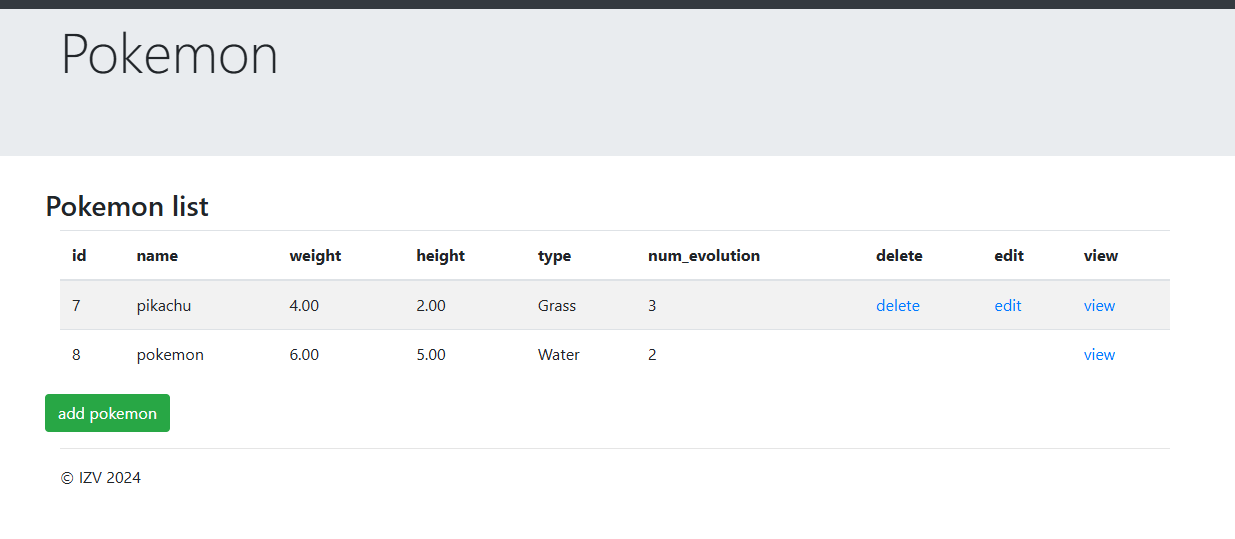 Pokemon
Pokemon list
id name weight height type num_evolution delete edit view
7 pikachu 4.00 2.00 Grass 3 delete edit view
8 pokemon 6.00 5.00 Water 2 view
add pokemon
© IZV 2024